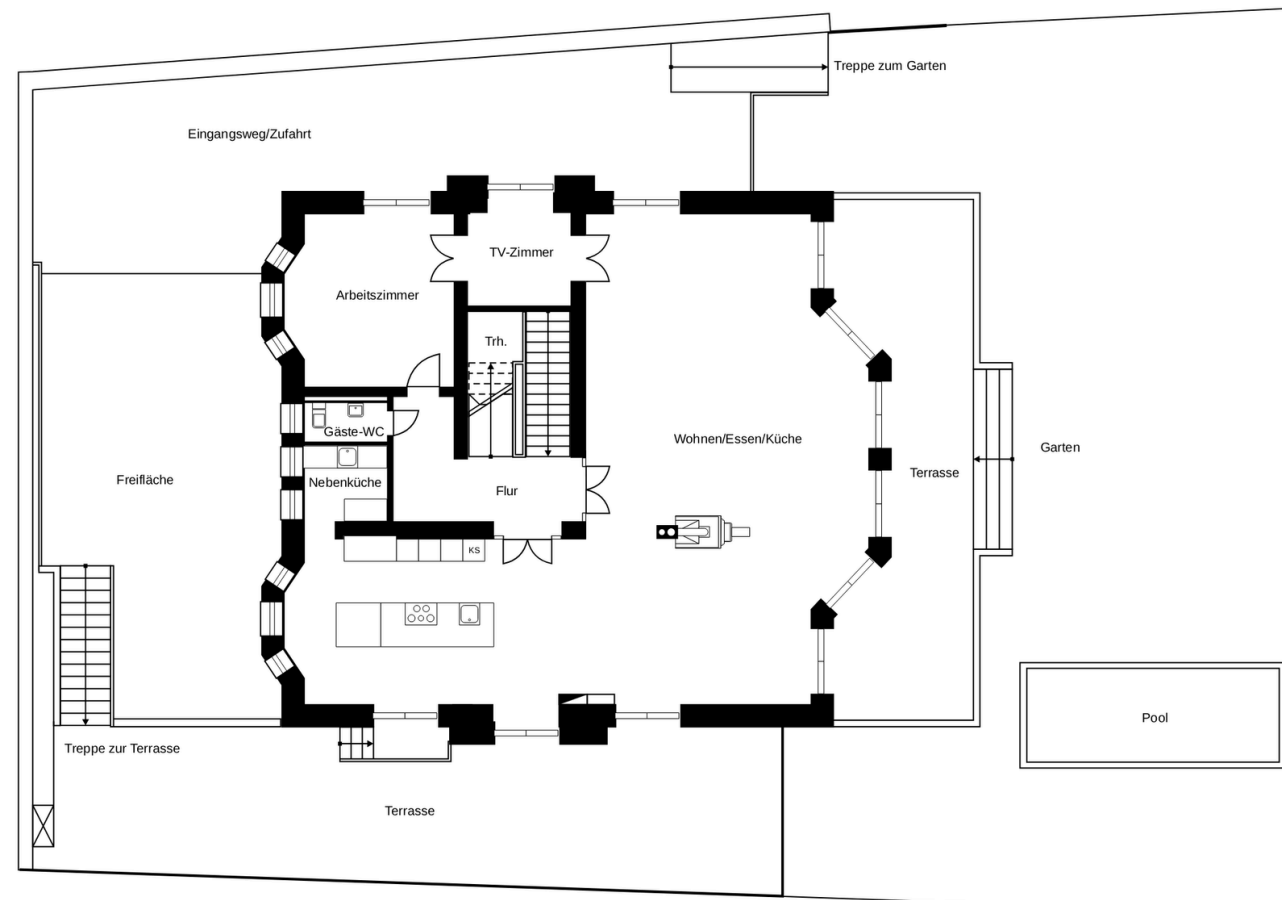 Treppe zum Garten
Eingangsweg/Zufahrt
TV-Zimmer
Arbeitszimmer
Trh.
Gäste-WC
Wohnen/Essen/Küche
Garten
Terrasse
Freifläche
Nebenküche
Flur
KS
Pool
Treppe zur Terrasse
Terrasse